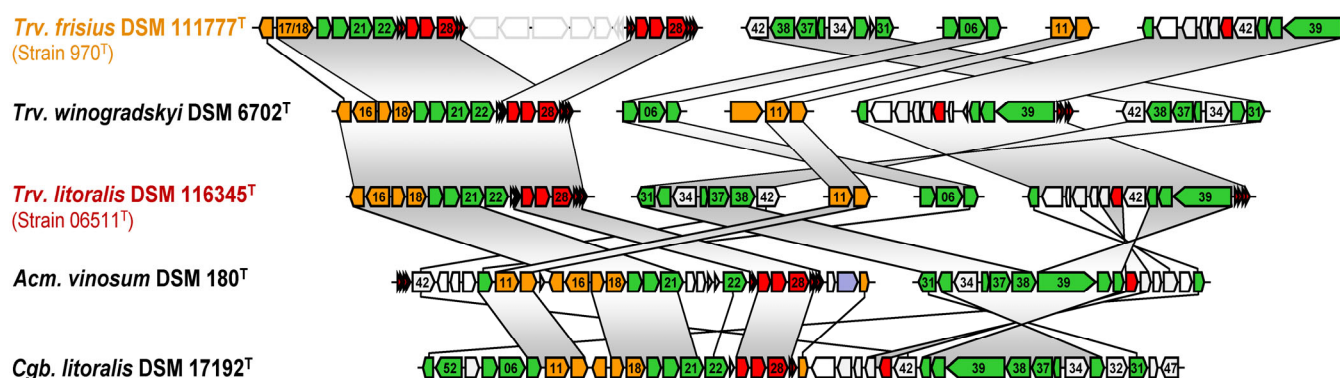 Trv. frisius DSM 111777T 17/18 21 22 28 28 42 38 37 34 31 06 11 42 39
(Strain 970T)
Trv. winogradskyi DSM 6702T 16 18 21 22 28 06 11 39 42 38 37 34 31
Trv. litoralis DSM 116345T 16 18 21 22 28 31 34 37 38 42 11 06 42 39
(Strain 06511T)
Acm. vinosum DSM 180T 42 11 16 18 21 22 28 31 34 37 38 39
Cgb. litoralis DSM 17192T 52 06 11 18 21 22 28 42 39 38 37 34 32 31 47